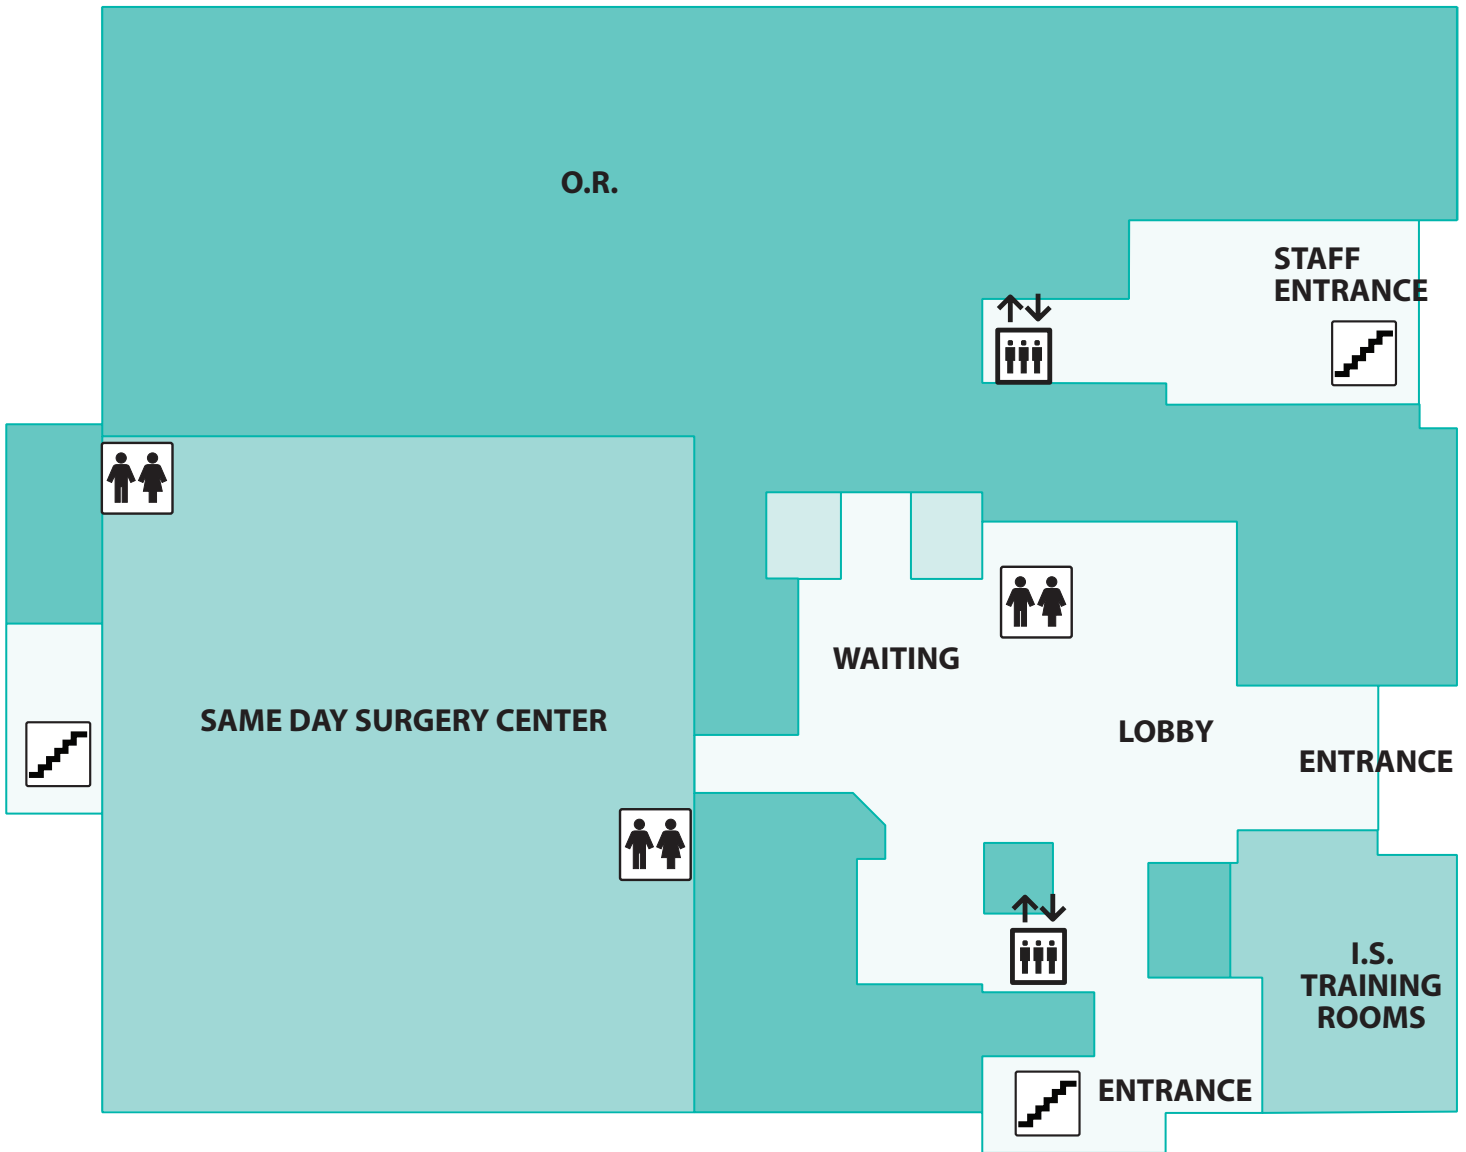 O.R.
STAFF
ENTRANCE
WAITING
SAME DAY SURGERY CENTER
LOBBY
ENTRANCE
I.S.
TRAINING
ROOMS
ENTRANCE